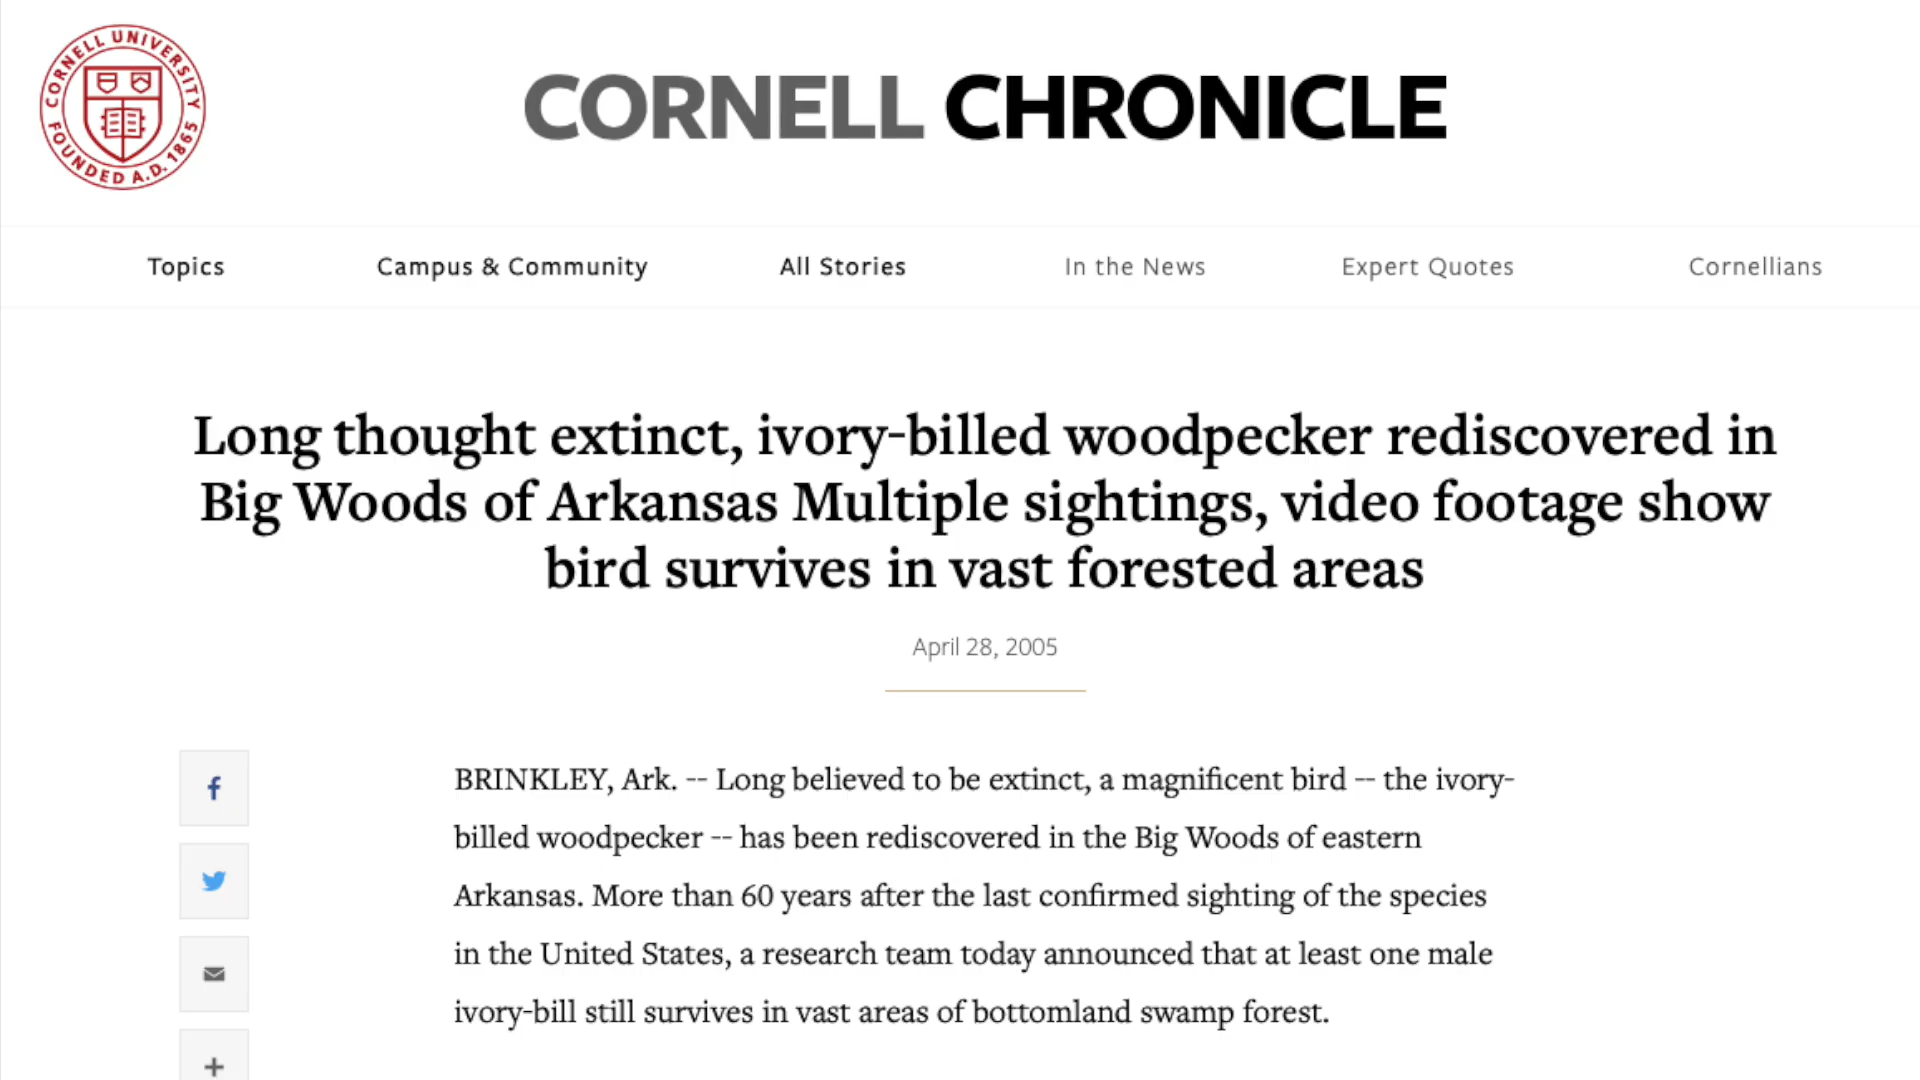 CORNELL UNIVERSITY
FOUNDED A.D. 1865
CORNELL CHRONICLE
Topics
Campus & Community
All Stories
In the News
Expert Quotes
Cornellians
Long thought extinct, ivory-billed woodpecker rediscovered in
Big Woods of Arkansas Multiple sightings, video footage show
bird survives in vast forested areas
April 28, 2005
BRINKLEY, Ark. -- Long believed to be extinct, a magnificent bird -- the ivory-
billed woodpecker -- has been rediscovered in the Big Woods of eastern
Arkansas. More than 60 years after the last confirmed sighting of the species
in the United States, a research team today announced that at least one male
ivory-bill still survives in vast areas of bottomland swamp forest.